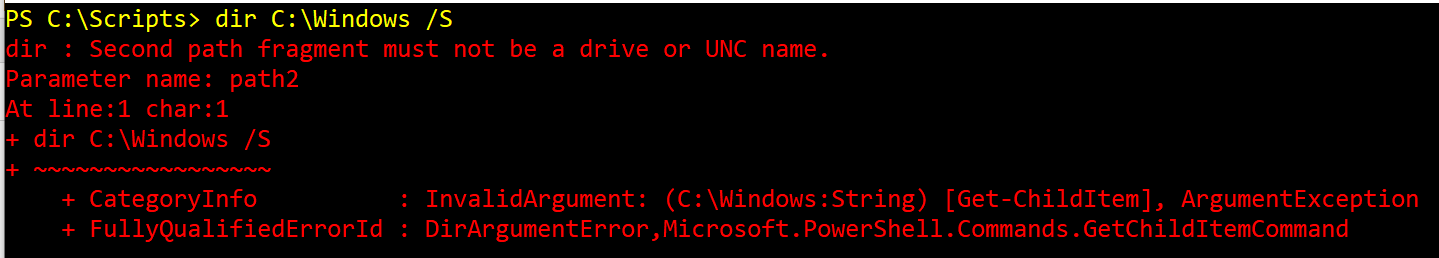 PS C:\Scripts> dir C:\Windows /S
dir : Second path fragment must not be a drive or UNC name.
Parameter name: path2
At line:1 char:1
+ dir C:\Windows /S
+ ~~~~~~~~~~~~~~~~~
    + CategoryInfo          : InvalidArgument: (C:\Windows:String) [Get-ChildItem], ArgumentException
    + FullyQualifiedErrorId : DirArgumentError,Microsoft.PowerShell.Commands.GetChildItemCommand